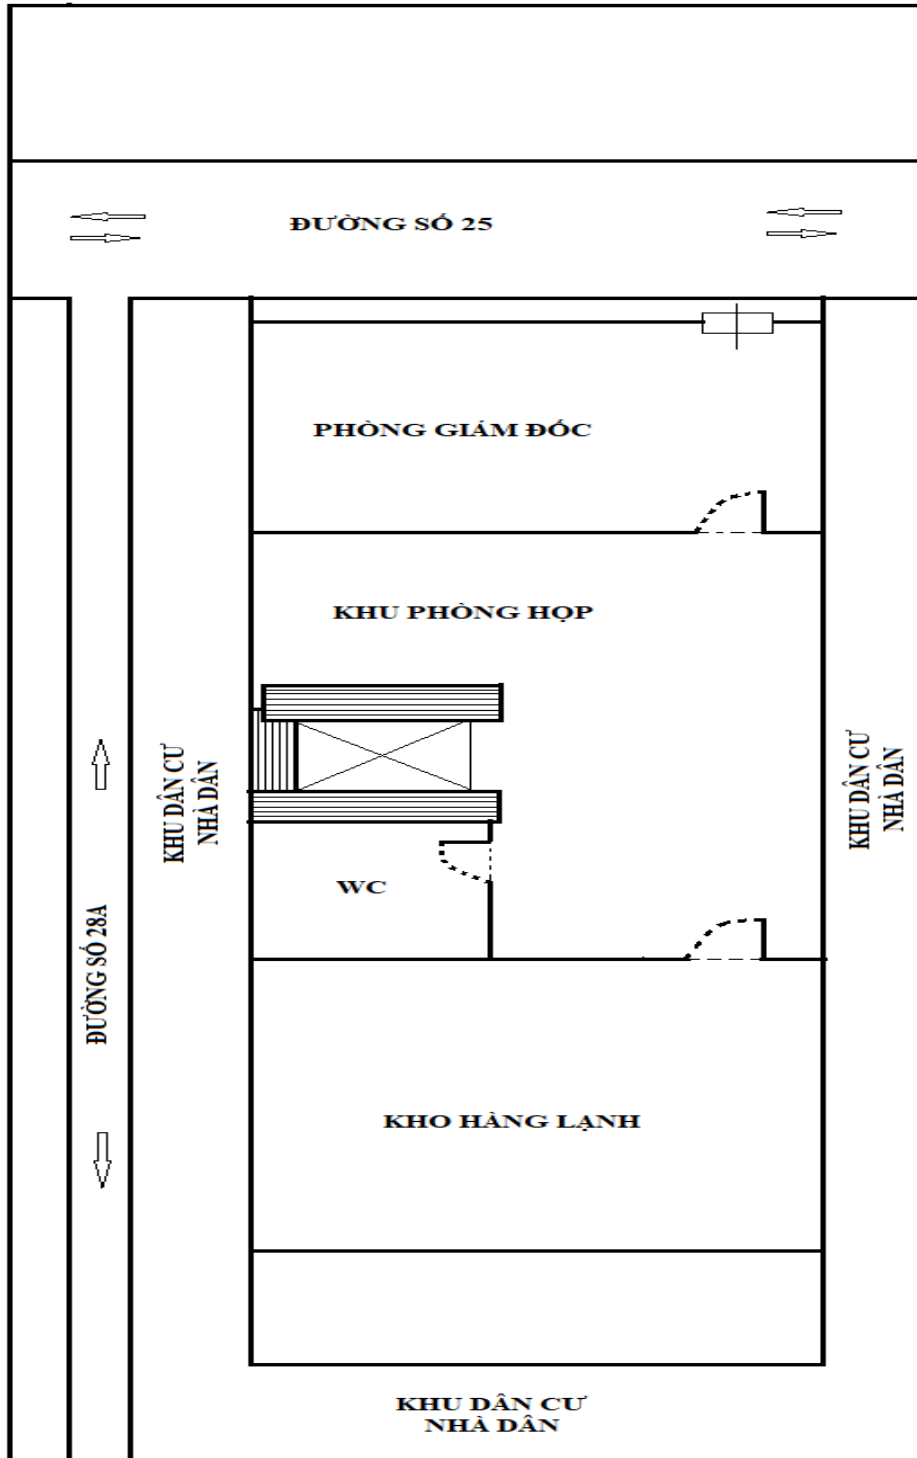 ĐƯỜNG SỐ 25
PHÒNG GIÁM ĐỐC
KHU PHÒNG HỌP
KHU DÂN CƯ
NHÀ DÂN
KHU DÂN CƯ
NHÀ DÂN
WC
ĐƯỜNG SỐ 28A
KHO HÀNG LẠNH
KHU DÂN CƯ
NHÀ DÂN